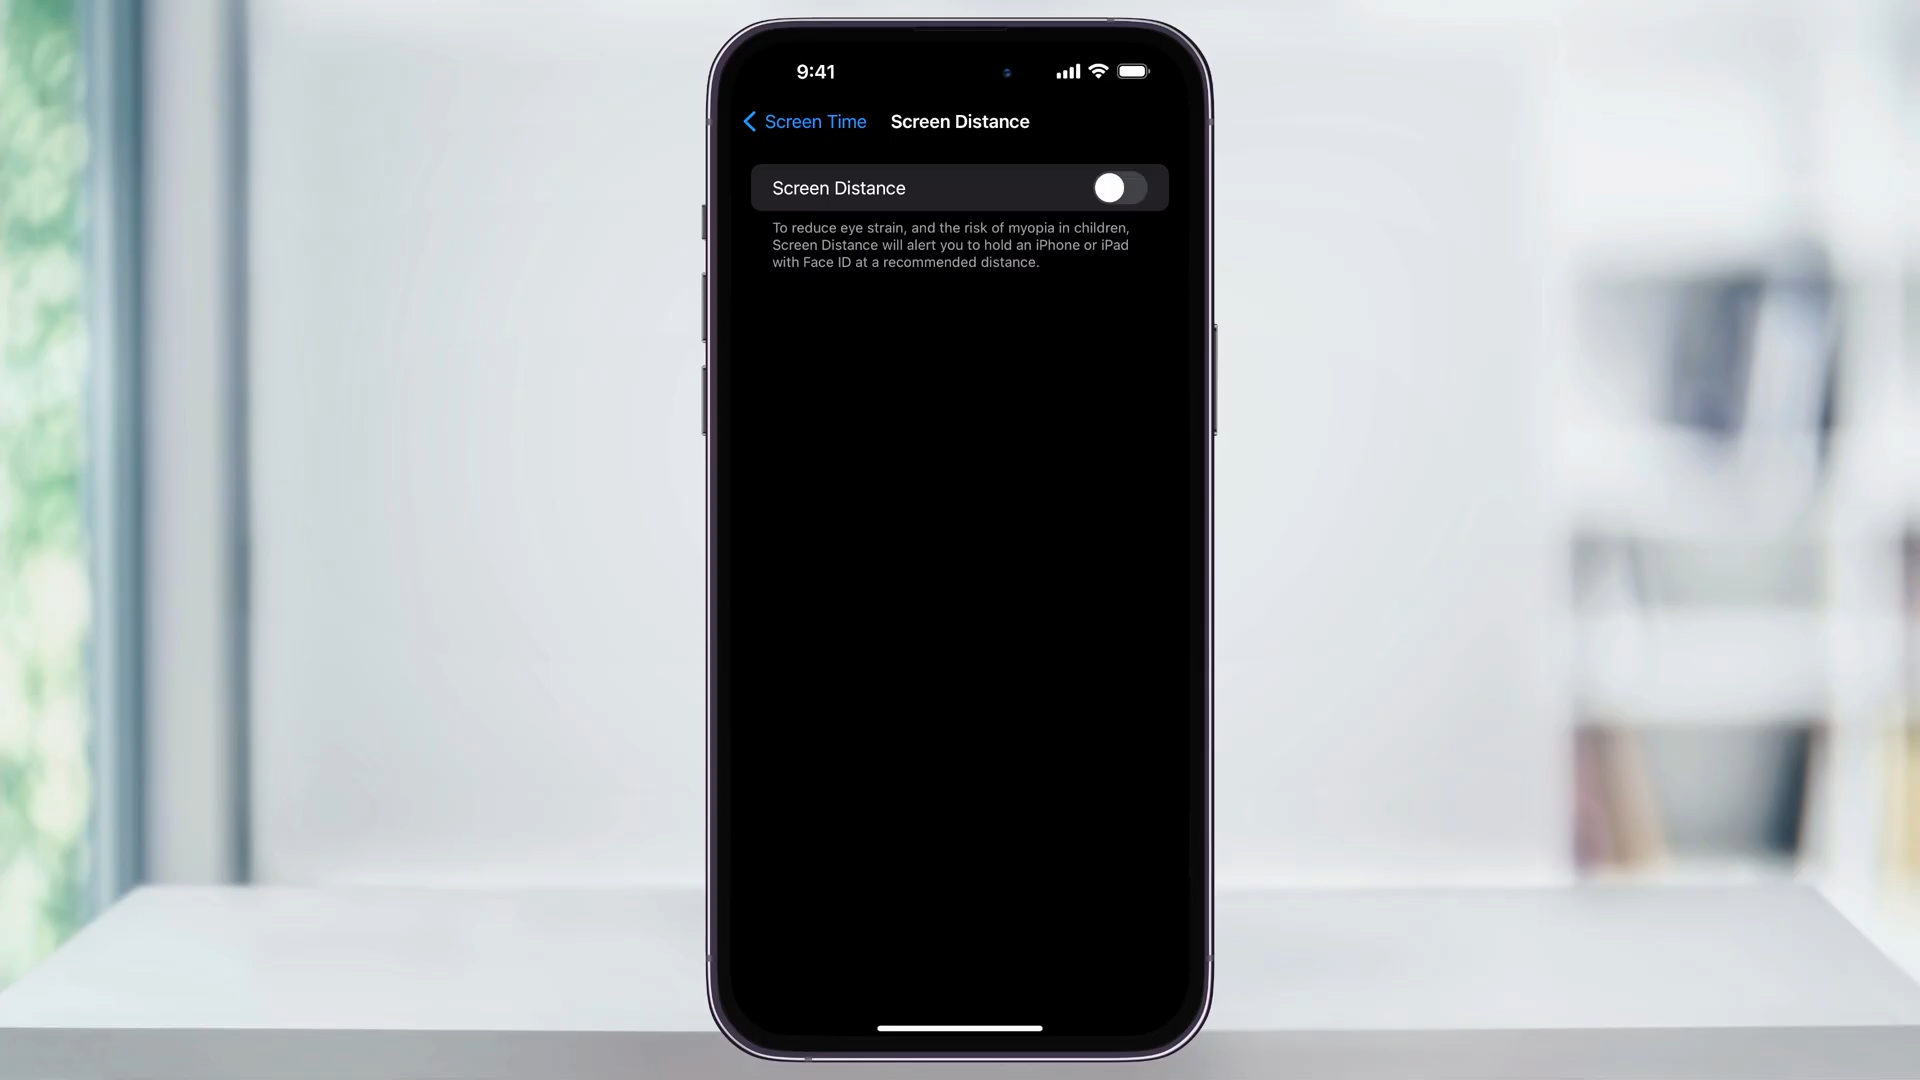 9:41
Screen Time Screen Distance
Screen Distance
To reduce eye strain, and the risk of myopia in children,
Screen Distance will alert you to hold an iPhone or iPad
with Face ID at a recommended distance.